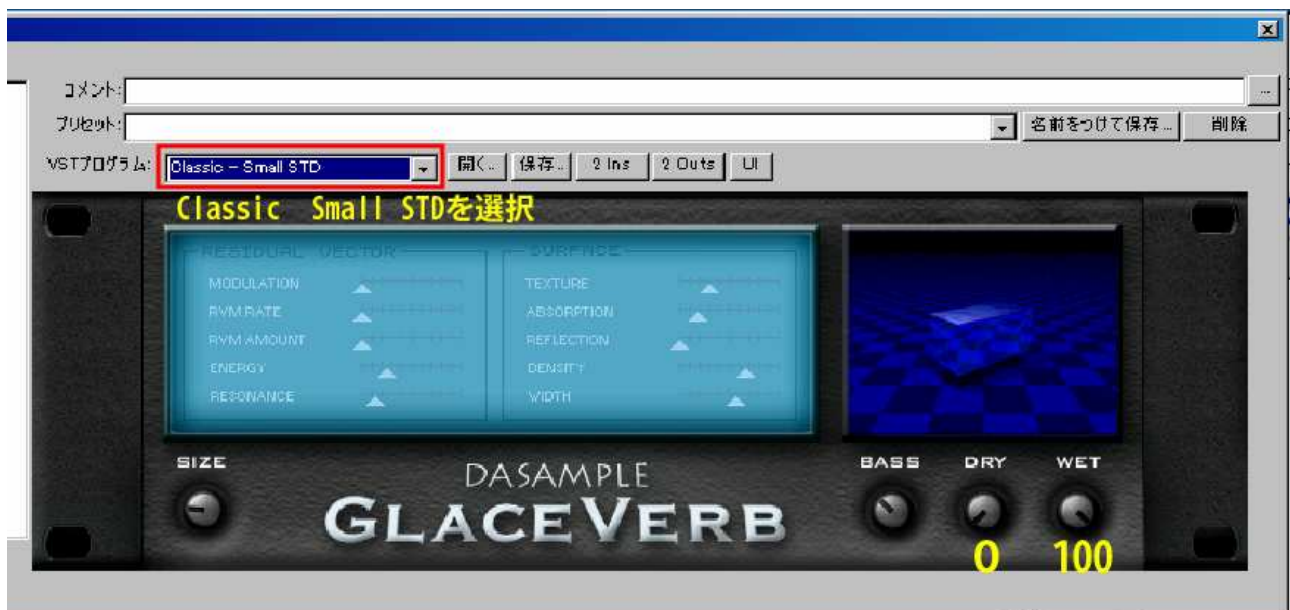 コメント: ...
プリセット: 名前をつけて保存... 削除
VSTプログラム: Classic – Small STD 開く... 保存... 2 Ins 2 Outs UI
Classic Small STDを選択
RESIDUAL VECTOR SURFACE
MODULATION TEXTURE
RVM RATE ABSORPTION
RVM AMOUNT REFLECTION
ENERGY DENSITY
RESONANCE WIDTH
SIZE DASAMPLE BASS DRY WET
GLACEVERB
0 100